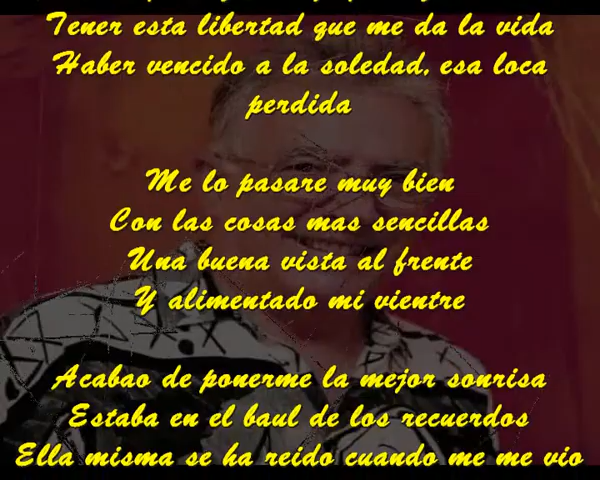 Tener esta libertad que me da la vida
Haber vencido a la soledad, esa loca
perdida
Me lo pasare muy bien
Con las cosas mas sencillas
Una buena vista al frente
Y alimentado mi vientre
Acabao de ponerme la mejor sonrisa
Estaba en el baul de los recuerdos
Ella misma se ha reido cuando me me vio